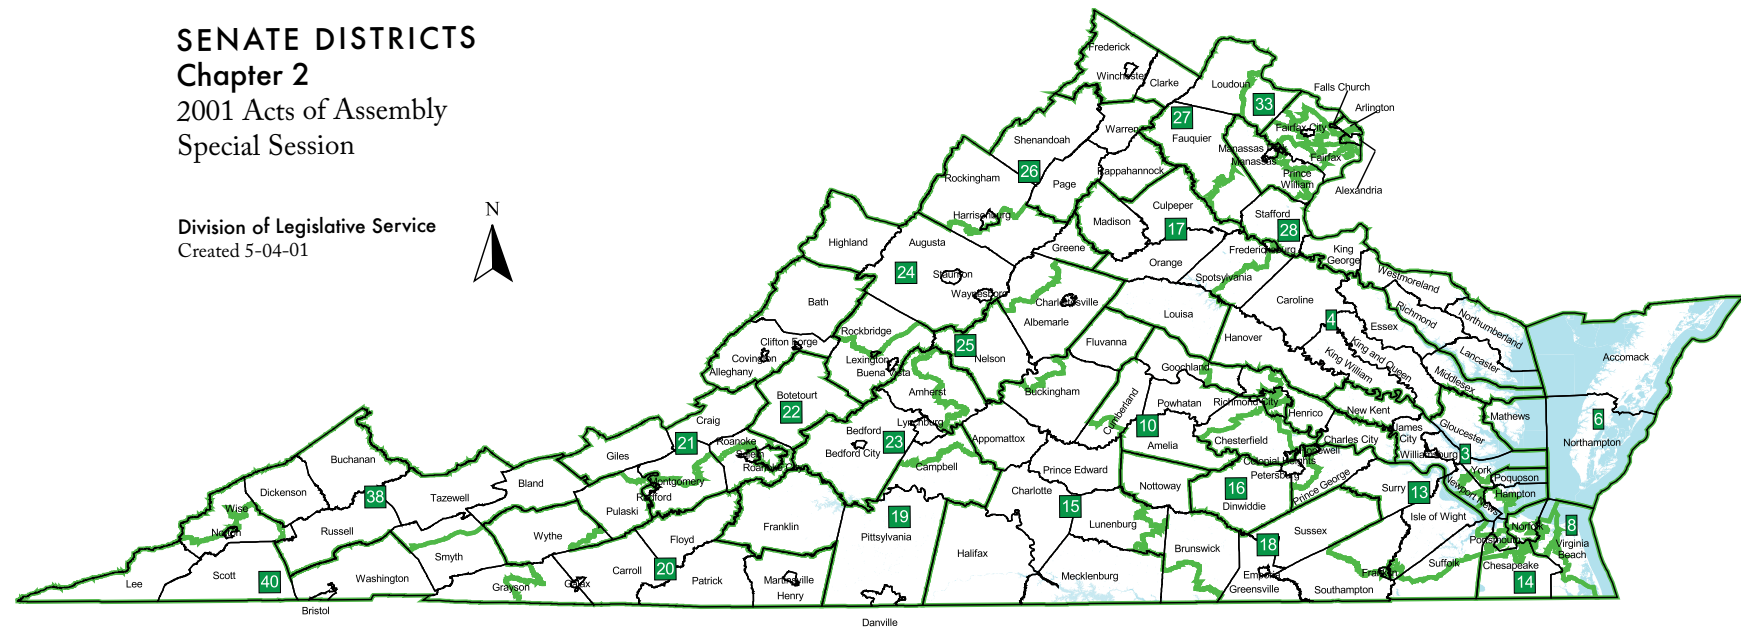 SENATE DISTRICTS
Chapter 2
2001 Acts of Assembly
Special Session
Division of Legislative Service
Created 5-04-01
N
Frederick
Winchester
Clarke
Loudoun
33
Falls Church
Arlington
27
Fairfax City
Fauquier
Warren
Shenandoah
Manassas Park
Manassas
Fairfax
26
Rappahannock
Prince
William
Alexandria
Rockingham
Page
Culpeper
Stafford
Harrisonburg
Madison
17
28
Highland
Augusta
Greene
Fredericksburg
King
George
Orange
24
Staunton
Spotsylvania
Westmoreland
Waynesboro
Charlottesville
Bath
Caroline
Richmond
Northumberland
Albemarle
Louisa
4
Essex
Rockbridge
Clifton Forge
Covington
Alleghany
Lexington
Buena Vista
25
Nelson
Fluvanna
Hanover
King and Queen
King William
Lancaster
Accomack
Goochland
Middlesex
Botetourt
22
Amherst
Buckingham
Cumberland
Powhatan
Richmond City
Henrico
New Kent
Mathews
6
Northampton
Craig
Lynchburg
10
Amelia
Chesterfield
Charles City
James
City
Gloucester
21
Roanoke
Bedford
23
Bedford City
Appomattox
Williamsburg
3
Giles
Salem
Roanoke City
Campbell
Colonial Heights
Hopewell
Petersburg
York
Poquoson
Buchanan
Montgomery
Radford
Prince Edward
Prince George
Newport News
Hampton
Dickenson
38
Tazewell
Bland
Pulaski
Charlotte
15
Nottoway
16
Dinwiddie
Surry
13
Isle of Wight
Wise
Norton
Russell
Wythe
Floyd
Franklin
19
Pittsylvania
Halifax
Lunenburg
Sussex
Norfolk
Portsmouth
8
Virginia
Beach
Smyth
Brunswick
18
Lee
Scott
40
Washington
Grayson
Galax
Carroll
20
Patrick
Martinsville
Henry
Mecklenburg
Emporia
Greensville
Southampton
Franklin
Suffolk
Chesapeake
14
Bristol
Danville